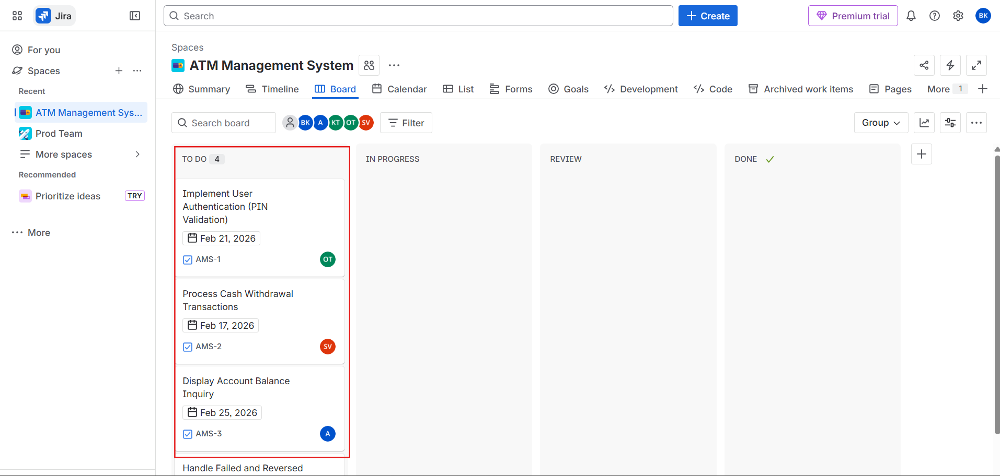 Jira
Search
Create
Premium trial
BK
For you
Spaces
Recent
ATM Management Sys...
Prod Team
More spaces
Recommended
Prioritize ideas
TRY
More
Spaces
ATM Management System
Summary
Timeline
Board
Calendar
List
Forms
Goals
Development
Code
Archived work items
Pages
More 1
Search board
BK
A
KT
OT
SV
Filter
Group
TO DO 4
Implement User
Authentication (PIN
Validation)
Feb 21, 2026
AMS-1
OT
Process Cash Withdrawal
Transactions
Feb 17, 2026
AMS-2
SV
Display Account Balance
Inquiry
Feb 25, 2026
AMS-3
A
Handle Failed and Reversed
IN PROGRESS
REVIEW
DONE